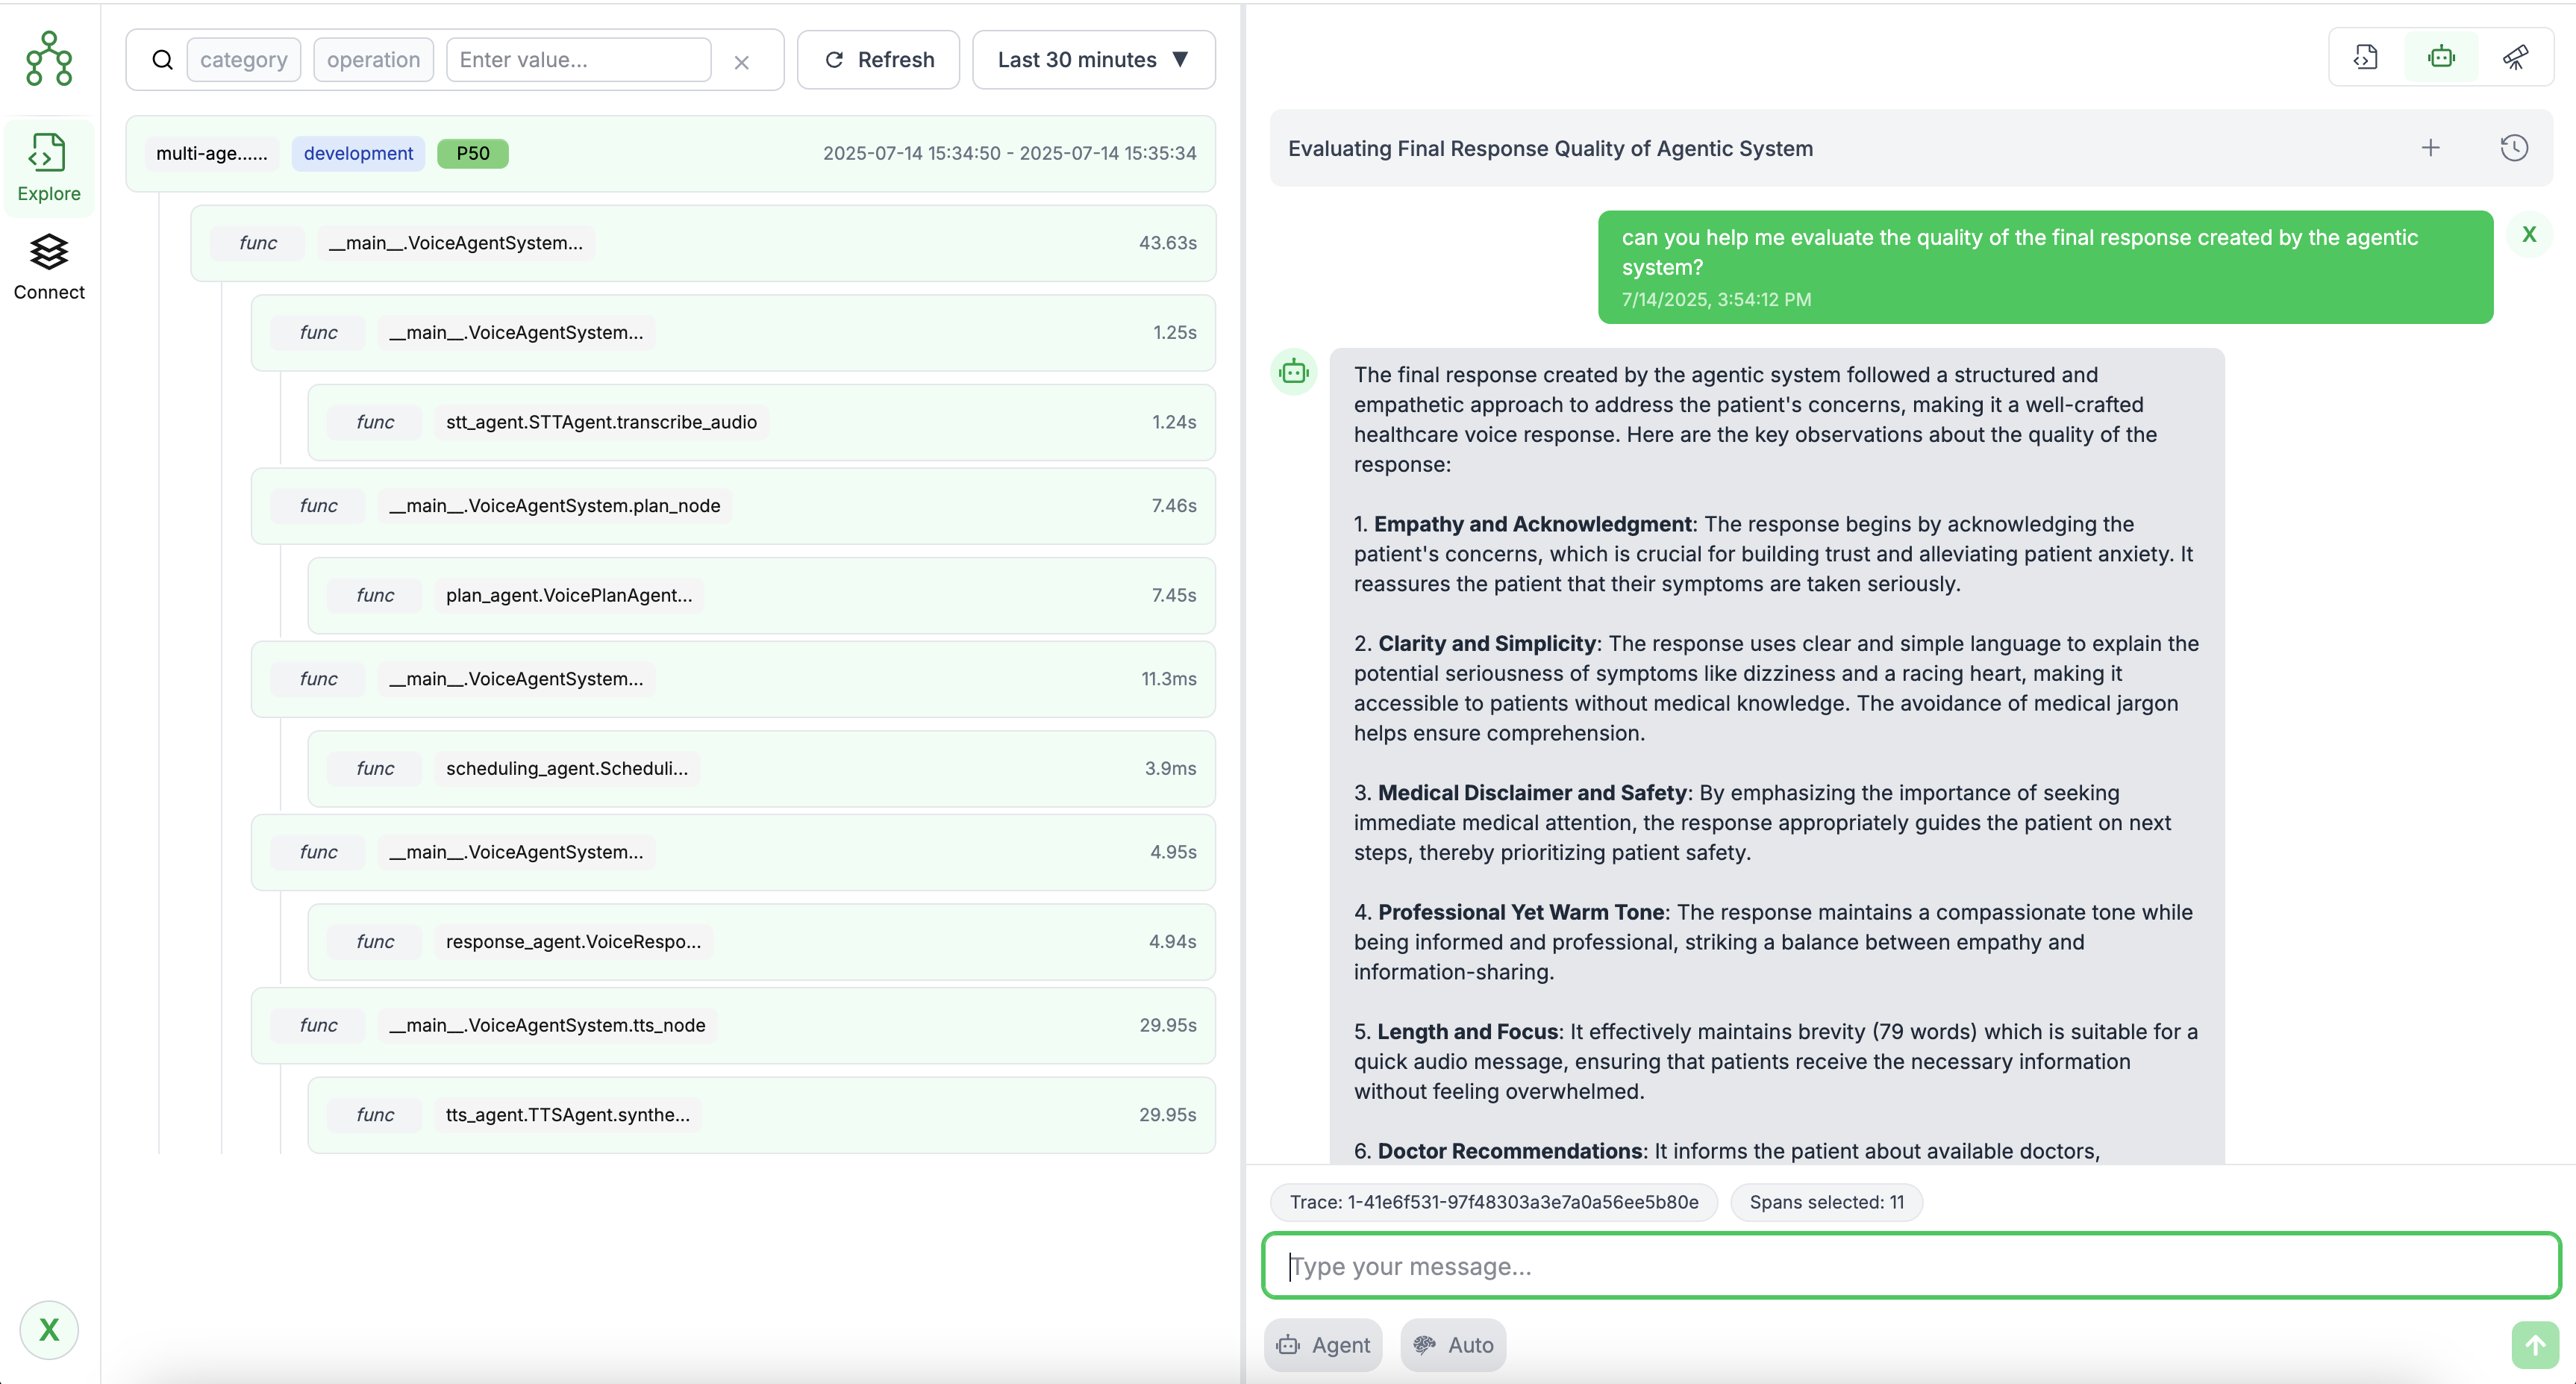 category operation Enter value...
Refresh
Last 30 minutes ▼
Explore
Connect
X
multi-age...... development P50 2025-07-14 15:34:50 - 2025-07-14 15:35:34
func __main__.VoiceAgentSystem... 43.63s
func __main__.VoiceAgentSystem... 1.25s
func stt_agent.STTAgent.transcribe_audio 1.24s
func __main__.VoiceAgentSystem.plan_node 7.46s
func plan_agent.VoicePlanAgent... 7.45s
func __main__.VoiceAgentSystem... 11.3ms
func scheduling_agent.Scheduli... 3.9ms
func __main__.VoiceAgentSystem... 4.95s
func response_agent.VoiceRespo... 4.94s
func __main__.VoiceAgentSystem.tts_node 29.95s
func tts_agent.TTSAgent.synthe... 29.95s
Evaluating Final Response Quality of Agentic System
can you help me evaluate the quality of the final response created by the agentic
system?
7/14/2025, 3:54:12 PM
X
The final response created by the agentic system followed a structured and
empathetic approach to address the patient's concerns, making it a well-crafted
healthcare voice response. Here are the key observations about the quality of the
response:
1. Empathy and Acknowledgment: The response begins by acknowledging the
patient's concerns, which is crucial for building trust and alleviating patient anxiety. It
reassures the patient that their symptoms are taken seriously.
2. Clarity and Simplicity: The response uses clear and simple language to explain the
potential seriousness of symptoms like dizziness and a racing heart, making it
accessible to patients without medical knowledge. The avoidance of medical jargon
helps ensure comprehension.
3. Medical Disclaimer and Safety: By emphasizing the importance of seeking
immediate medical attention, the response appropriately guides the patient on next
steps, thereby prioritizing patient safety.
4. Professional Yet Warm Tone: The response maintains a compassionate tone while
being informed and professional, striking a balance between empathy and
information-sharing.
5. Length and Focus: It effectively maintains brevity (79 words) which is suitable for a
quick audio message, ensuring that patients receive the necessary information
without feeling overwhelmed.
6. Doctor Recommendations: It informs the patient about available doctors,
Trace: 1-41e6f531-97f48303a3e7a0a56ee5b80e
Spans selected: 11
Type your message...
Agent
Auto